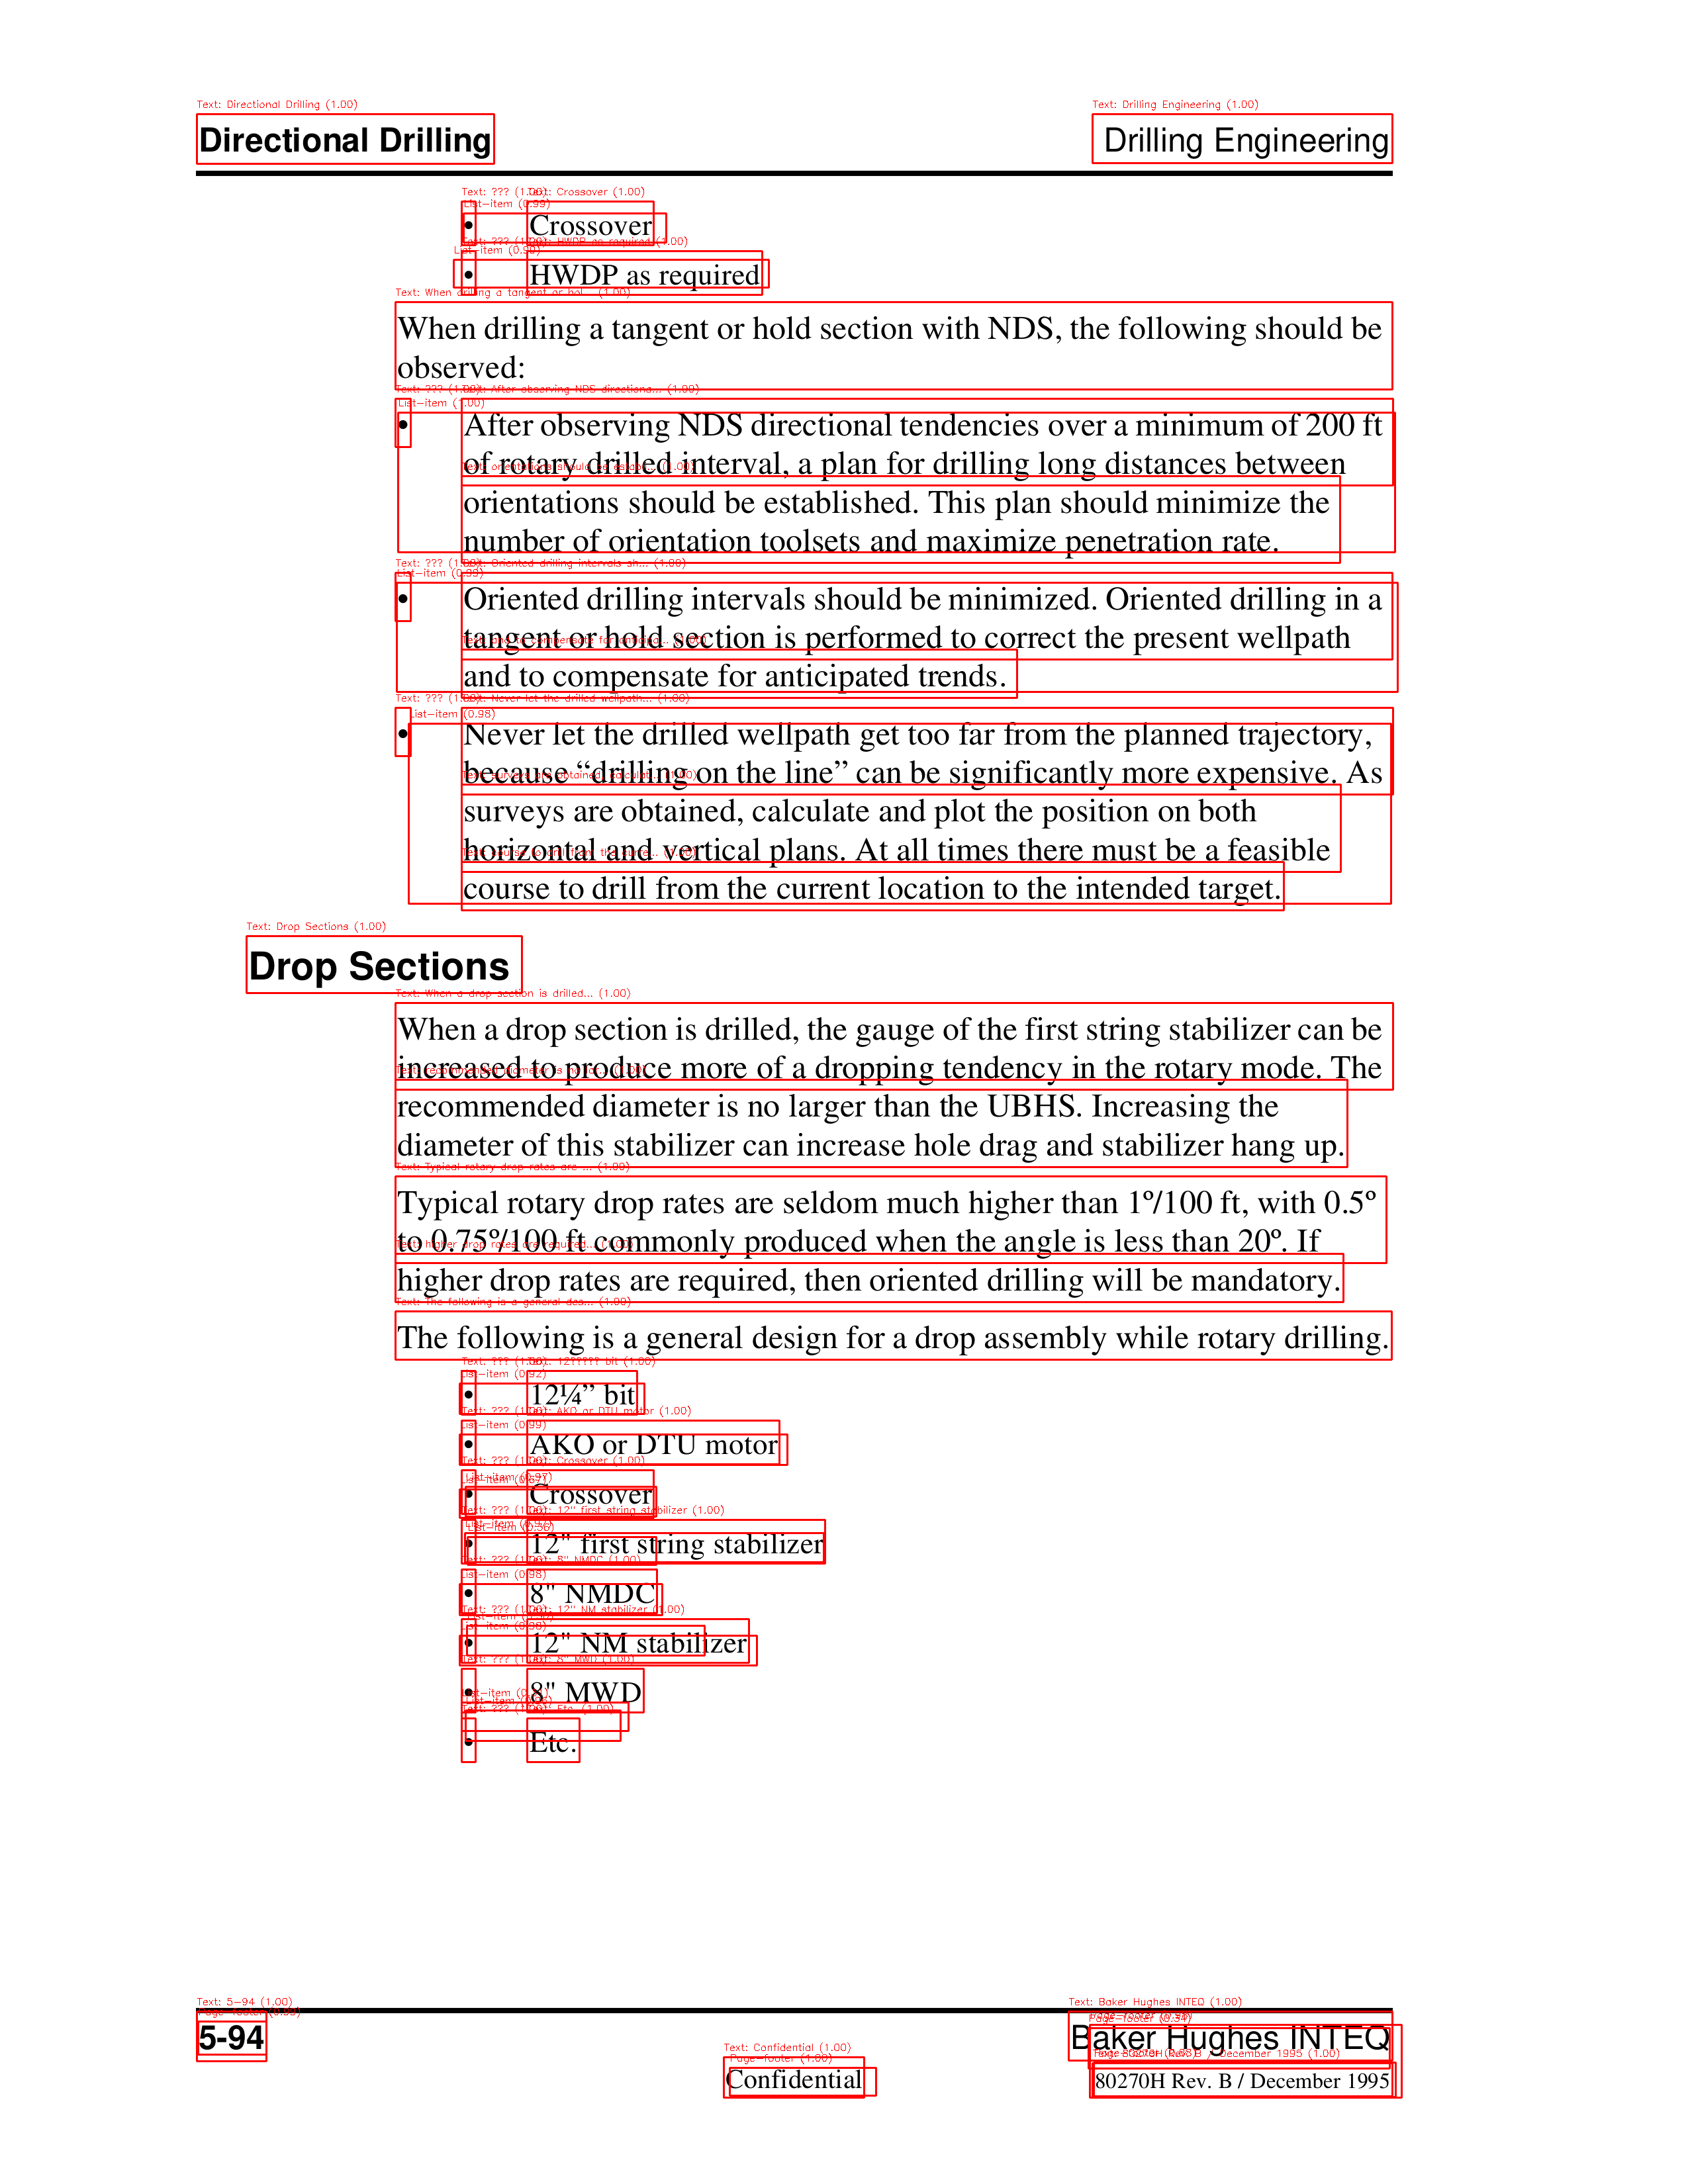 Directional Drilling
Drilling Engineering
• Crossover
• HWDP as required
When drilling a tangent or hold section with NDS, the following should be
observed:
• After observing NDS directional tendencies over a minimum of 200 ft
of rotary drilled interval, a plan for drilling long distances between
orientations should be established. This plan should minimize the
number of orientation toolsets and maximize penetration rate.
• Oriented drilling intervals should be minimized. Oriented drilling in a
tangent or hold section is performed to correct the present wellpath
and to compensate for anticipated trends.
• Never let the drilled wellpath get too far from the planned trajectory,
because “drilling on the line” can be significantly more expensive. As
surveys are obtained, calculate and plot the position on both
horizontal and vertical plans. At all times there must be a feasible
course to drill from the current location to the intended target.
Drop Sections
When a drop section is drilled, the gauge of the first string stabilizer can be
increased to produce more of a dropping tendency in the rotary mode. The
recommended diameter is no larger than the UBHS. Increasing the
diameter of this stabilizer can increase hole drag and stabilizer hang up.
Typical rotary drop rates are seldom much higher than 1º/100 ft, with 0.5º
to 0.75º/100 ft commonly produced when the angle is less than 20º. If
higher drop rates are required, then oriented drilling will be mandatory.
The following is a general design for a drop assembly while rotary drilling.
• 12¼” bit
• AKO or DTU motor
• Crossover
• 12" first string stabilizer
• 8" NMDC
• 12" NM stabilizer
• 8" MWD
• Etc.
5-94
Baker Hughes INTEQ
Confidential
80270H Rev. B / December 1995